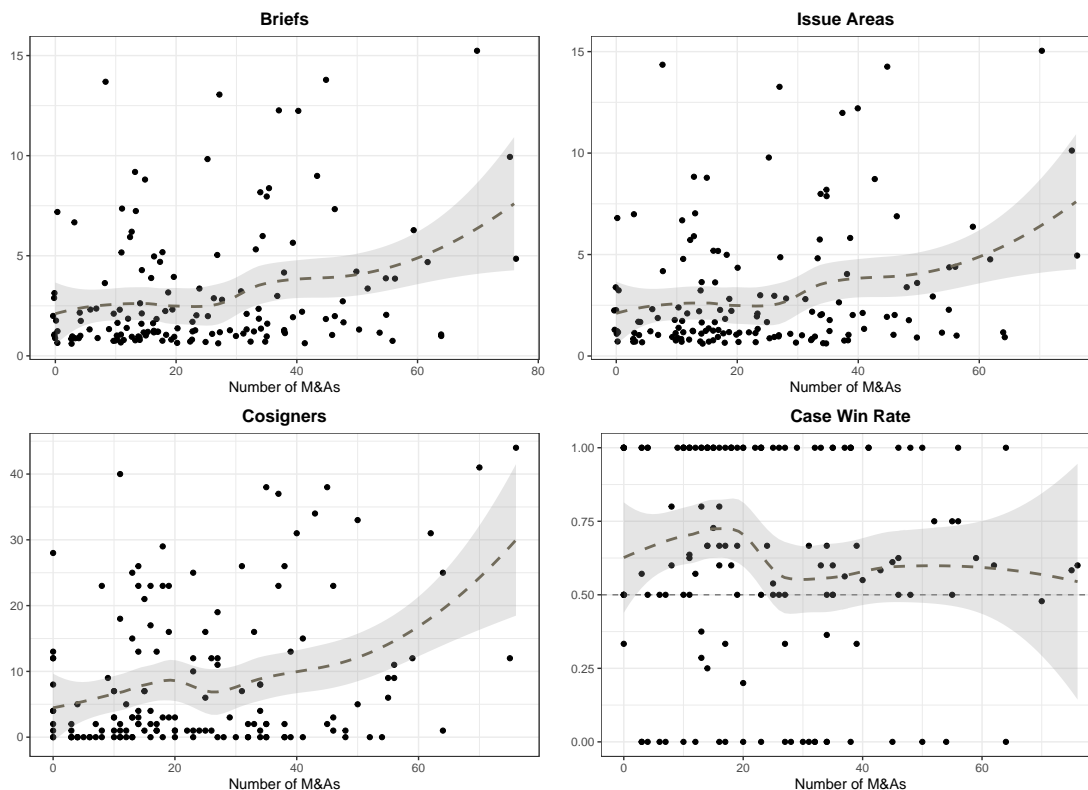 Briefs
15
10
5
0
0 20 40 60 80
Number of M&As
Issue Areas
15
10
5
0
0 20 40 60
Number of M&As
Cosigners
40
30
20
10
0
0 20 40 60
Number of M&As
Case Win Rate
1.00
0.75
0.50
0.25
0.00
0 20 40 60
Number of M&As